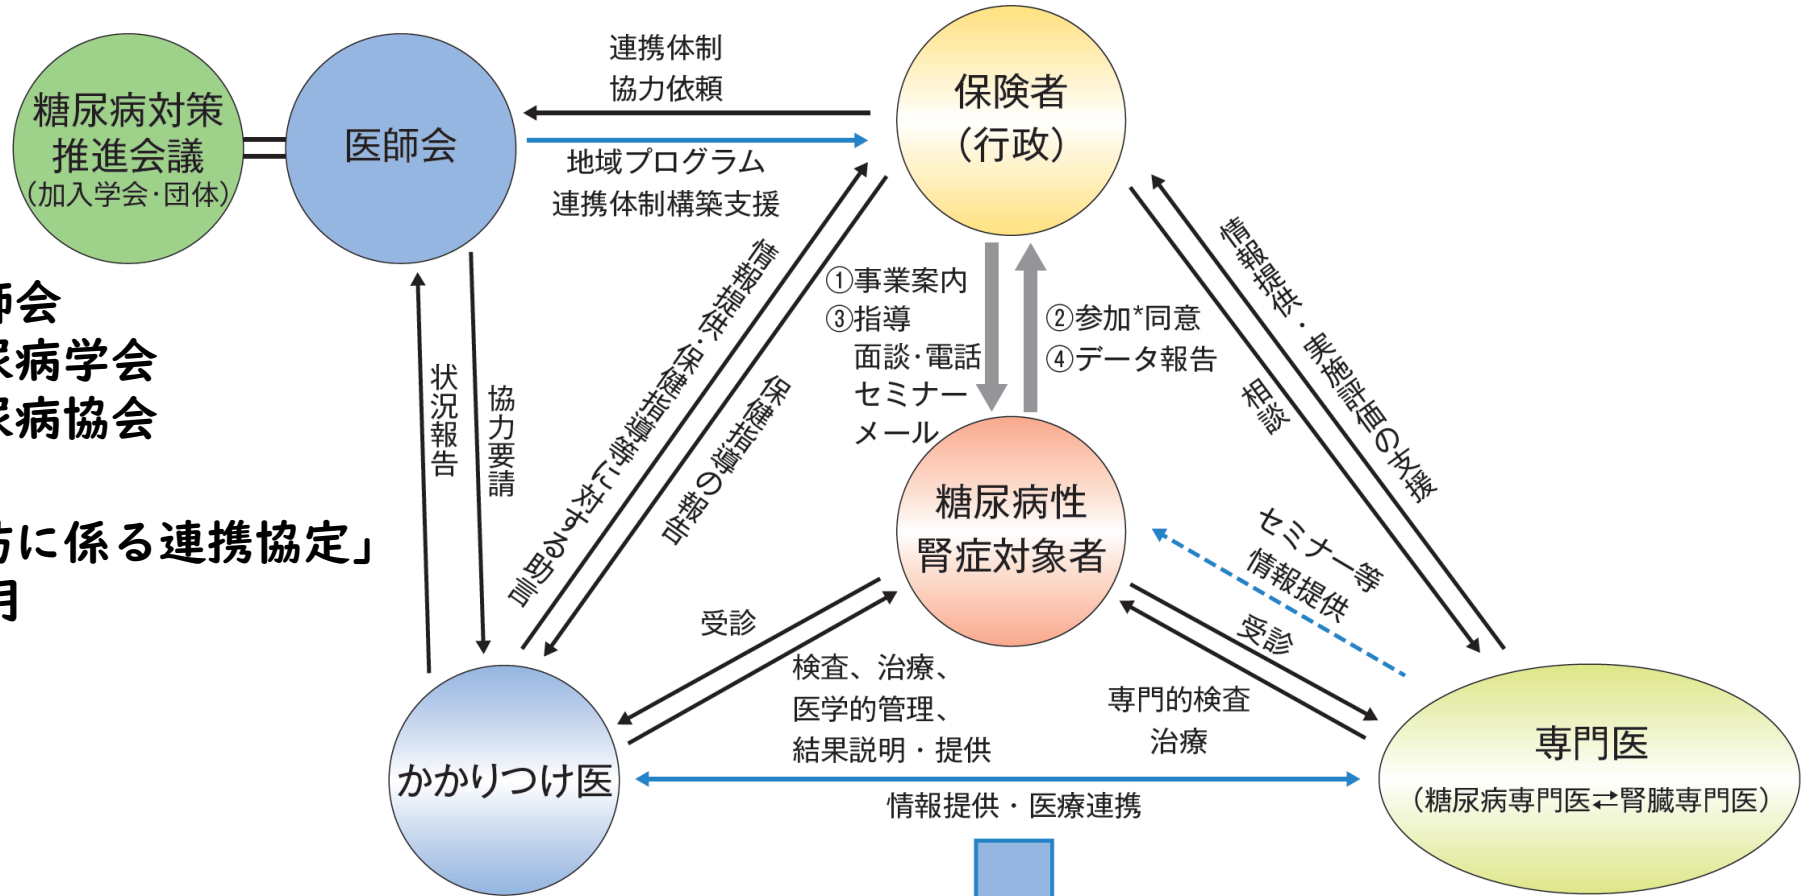 糖尿病対策
推進会議
（加入学会・団体）
医師会
連携体制
協力依頼
地域プログラム
連携体制構築支援
保険者
（行政）
師会
尿病学会
尿病協会
防に係る連携協定」
月
状況報告
協力要請
情報提供・保健指導等に対する助言
保健指導の報告
①事業案内
③指導
面談・電話
セミナー
メール
②参加*同意
④データ報告
情報提供・実施評価の支援
相談
糖尿病性
腎症対象者
セミナー等
情報提供
受診
受診
検査、治療、
医学的管理、
結果説明・提供
専門的検査
治療
かかりつけ医
情報提供・医療連携
専門医
（糖尿病専門医⇄腎臓専門医）